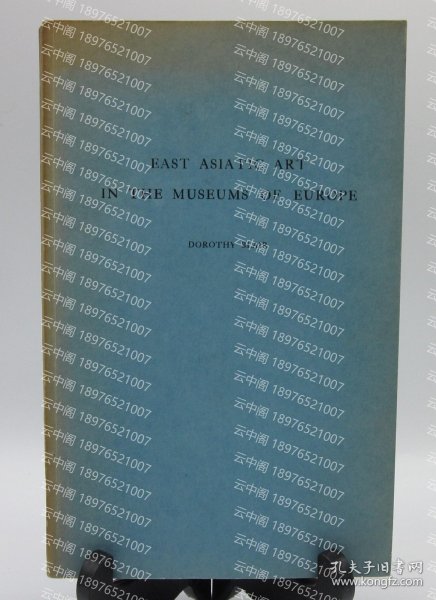 EAST ASIATIC ART
IN THE MUSEUMS OF EUROPE
DOROTHY
云中阁 18976521007
孔夫子旧书网
www.kongfz.com